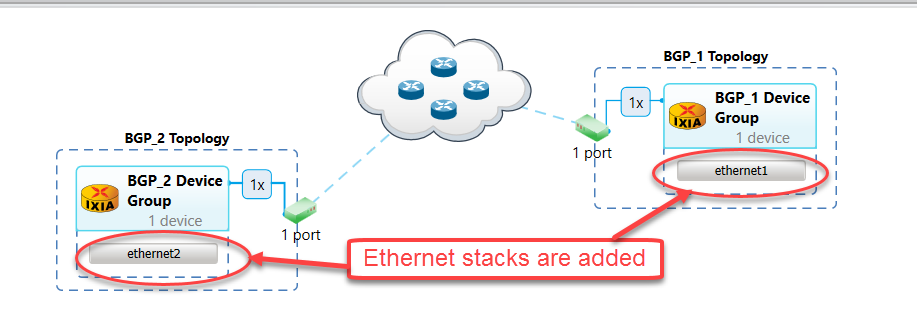 BGP_1 Topology
1x
IXIA
BGP_1 Device
Group
1 device
1 port
ethernet1
BGP_2 Topology
IXIA
BGP_2 Device
Group
1 device
1x
1 port
ethernet2
Ethernet stacks are added